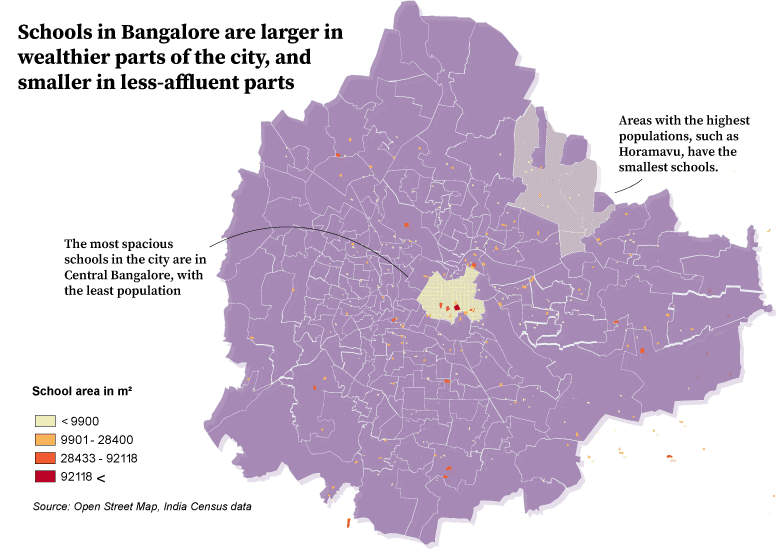 Schools in Bangalore are larger in
wealthier parts of the city, and
smaller in less-affluent parts
Areas with the highest
populations, such as
Horamavu, have the
smallest schools.
The most spacious
schools in the city are in
Central Bangalore, with
the least population
School area in m²
< 9900
9901 - 28400
28433 - 92118
92118 <
Source: Open Street Map, India Census data